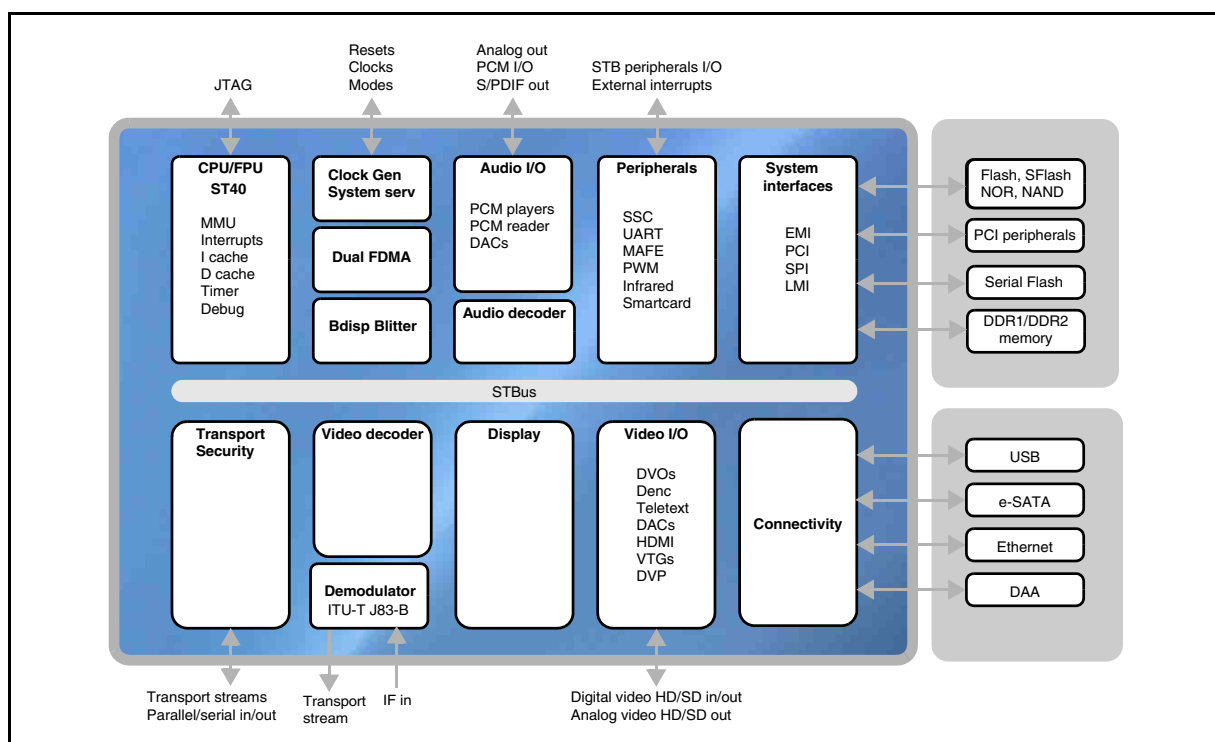 Resets
Clocks
Modes
Analog out
PCM I/O
S/PDIF out
STB peripherals I/O
External interrupts
JTAG
CPU/FPU
ST40
MMU
Interrupts
I cache
D cache
Timer
Debug
Clock Gen
System serv
Dual FDMA
Bdisp Blitter
Audio I/O
PCM players
PCM reader
DACs
Audio decoder
Peripherals
SSC
UART
MAFE
PWM
Infrared
Smartcard
System
interfaces
EMI
PCI
SPI
LMI
Flash, SFlash
NOR, NAND
PCI peripherals
Serial Flash
DDR1/DDR2
memory
STBus
Transport
Security
Video decoder
Demodulator
ITU-T J83-B
Display
Video I/O
DVOs
Denc
Teletext
DACs
HDMI
VTGs
DVP
Connectivity
USB
e-SATA
Ethernet
DAA
Transport streams
Parallel/serial in/out
Transport
stream
IF in
Digital video HD/SD in/out
Analog video HD/SD out